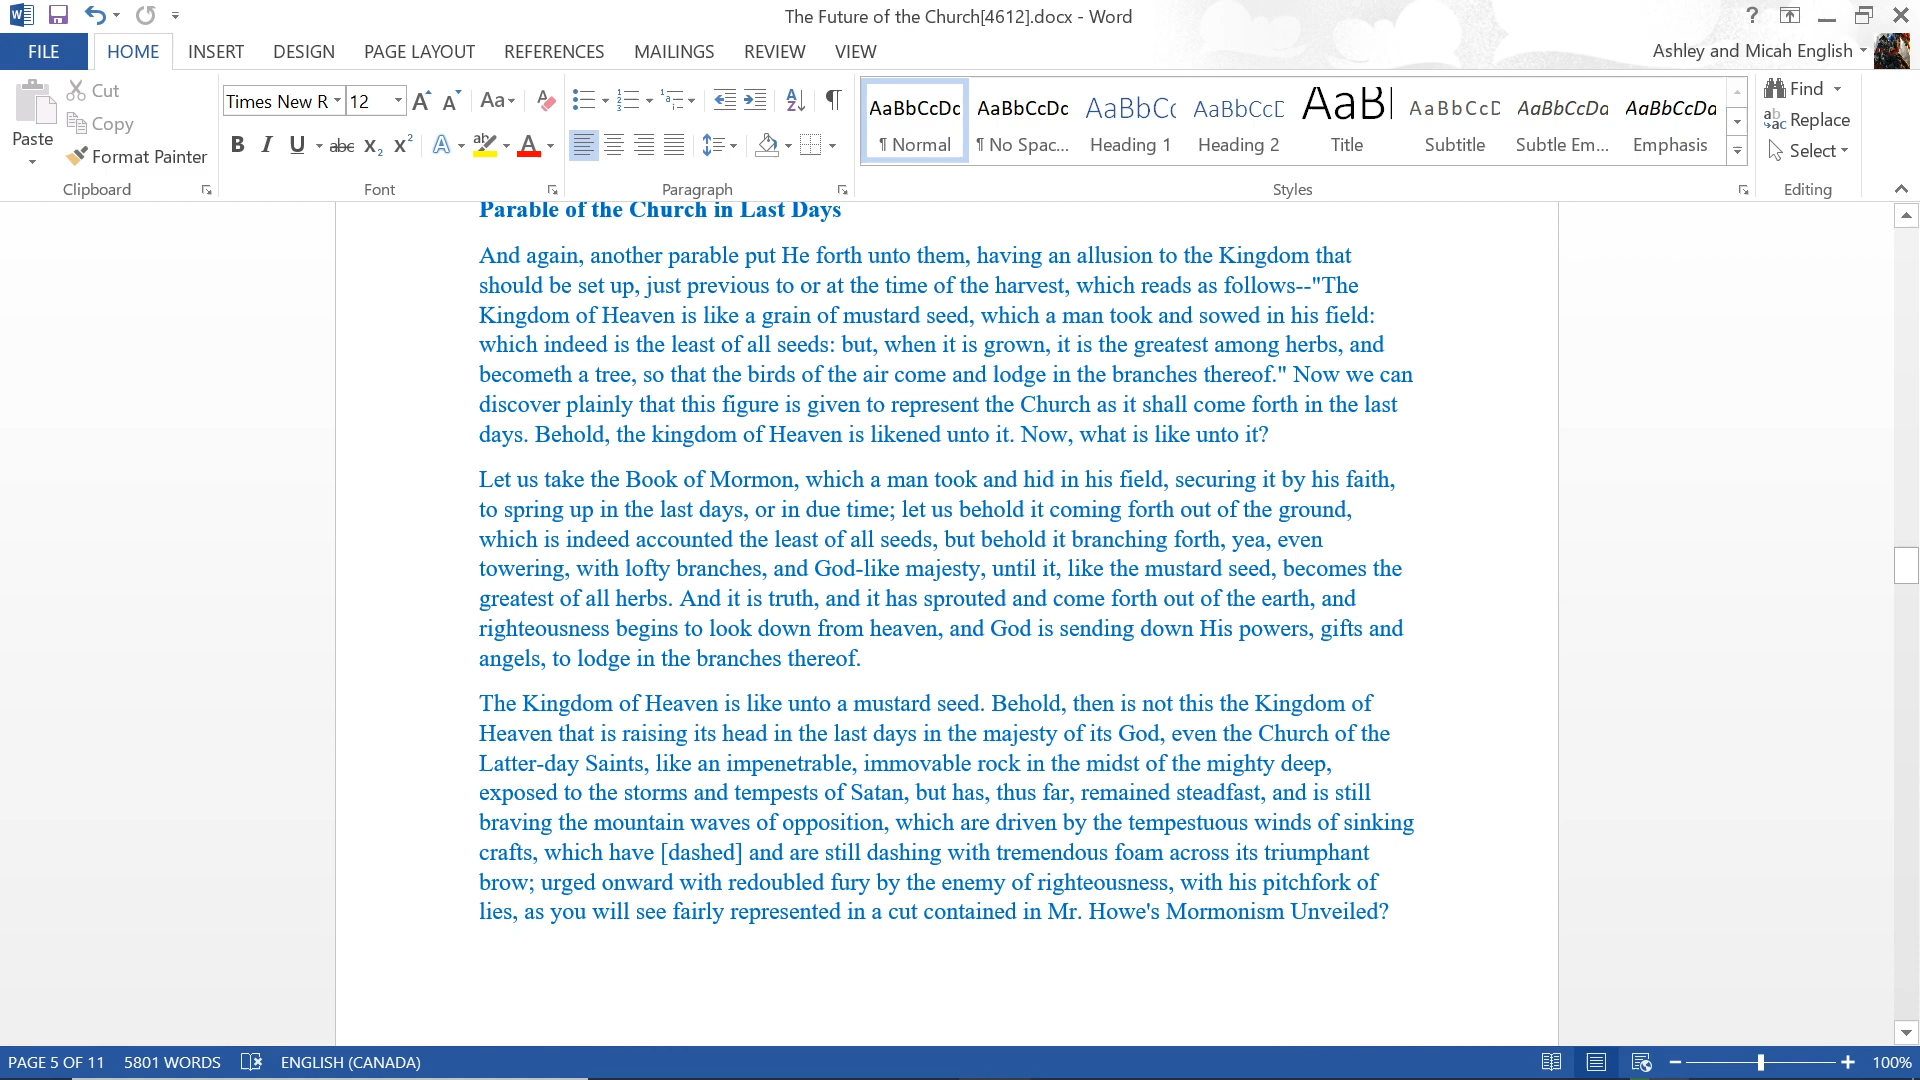 The Future of the Church[4612].docx - Word
?
FILE HOME INSERT DESIGN PAGE LAYOUT REFERENCES MAILINGS REVIEW VIEW
Ashley and Micah English
Paste
Cut
Copy
Format Painter
Clipboard
Times New R 12
Font
Paragraph
AaBbCcDc AaBbCcDc AaBbC AaBbCcD AaB AaBbCcD AaBbCcDa AaBbCcDa
¶ Normal ¶ No Spac... Heading 1 Heading 2 Title Subtitle Subtle Em... Emphasis
Styles
Find
Replace
Select
Editing
Parable of the Church in Last Days
And again, another parable put He forth unto them, having an allusion to the Kingdom that
should be set up, just previous to or at the time of the harvest, which reads as follows--"The
Kingdom of Heaven is like a grain of mustard seed, which a man took and sowed in his field:
which indeed is the least of all seeds: but, when it is grown, it is the greatest among herbs, and
becometh a tree, so that the birds of the air come and lodge in the branches thereof." Now we can
discover plainly that this figure is given to represent the Church as it shall come forth in the last
days. Behold, the kingdom of Heaven is likened unto it. Now, what is like unto it?
Let us take the Book of Mormon, which a man took and hid in his field, securing it by his faith,
to spring up in the last days, or in due time; let us behold it coming forth out of the ground,
which is indeed accounted the least of all seeds, but behold it branching forth, yea, even
towering, with lofty branches, and God-like majesty, until it, like the mustard seed, becomes the
greatest of all herbs. And it is truth, and it has sprouted and come forth out of the earth, and
righteousness begins to look down from heaven, and God is sending down His powers, gifts and
angels, to lodge in the branches thereof.
The Kingdom of Heaven is like unto a mustard seed. Behold, then is not this the Kingdom of
Heaven that is raising its head in the last days in the majesty of its God, even the Church of the
Latter-day Saints, like an impenetrable, immovable rock in the midst of the mighty deep,
exposed to the storms and tempests of Satan, but has, thus far, remained steadfast, and is still
braving the mountain waves of opposition, which are driven by the tempestuous winds of sinking
crafts, which have [dashed] and are still dashing with tremendous foam across its triumphant
brow; urged onward with redoubled fury by the enemy of righteousness, with his pitchfork of
lies, as you will see fairly represented in a cut contained in Mr. Howe's Mormonism Unveiled?
PAGE 5 OF 11 5801 WORDS ENGLISH (CANADA) 100%